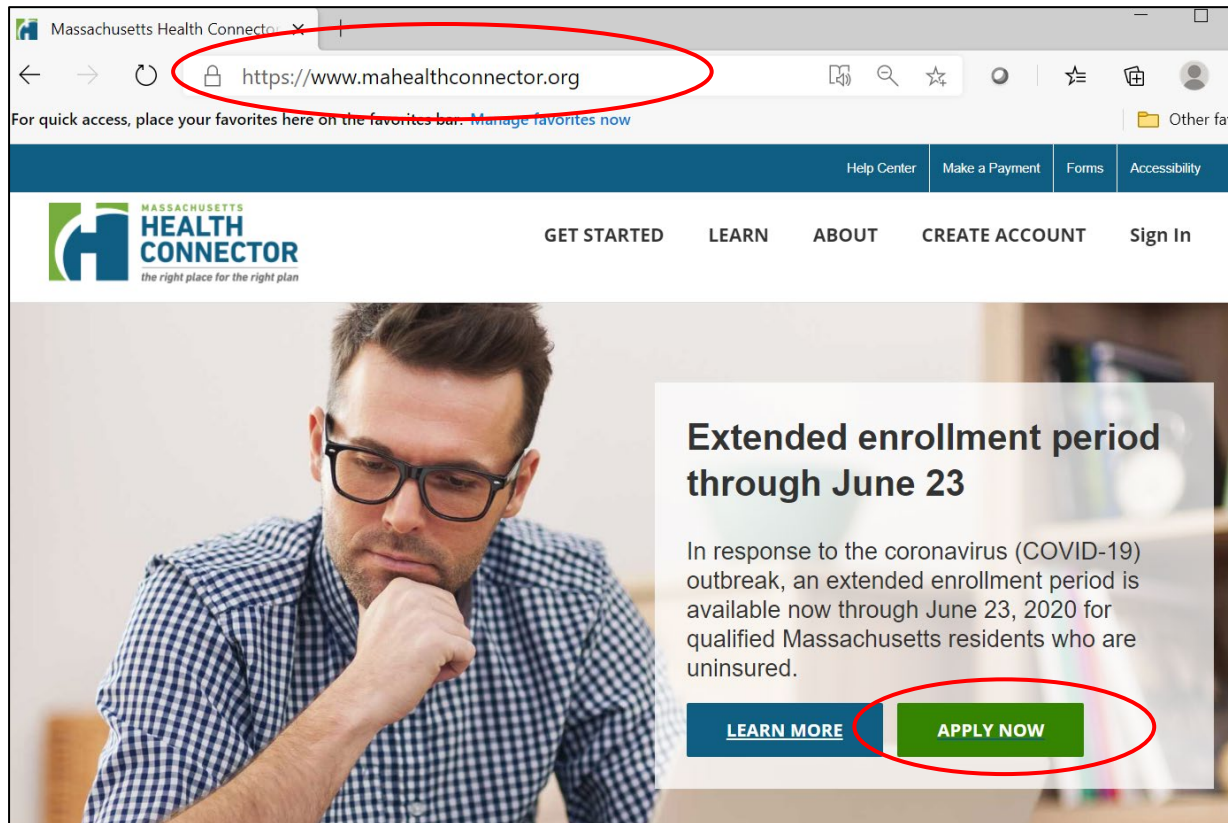 Massachusetts Health Connector
https://www.mahealthconnector.org
For quick access, place your favorites here on the favorites bar. Manage favorites now
Other fa
Help Center Make a Payment Forms Accessibility
MASSACHUSETTS
HEALTH
CONNECTOR
the right place for the right plan
GET STARTED LEARN ABOUT CREATE ACCOUNT Sign In
Extended enrollment period
through June 23
In response to the coronavirus (COVID-19)
outbreak, an extended enrollment period is
available now through June 23, 2020 for
qualified Massachusetts residents who are
uninsured.
LEARN MORE APPLY NOW